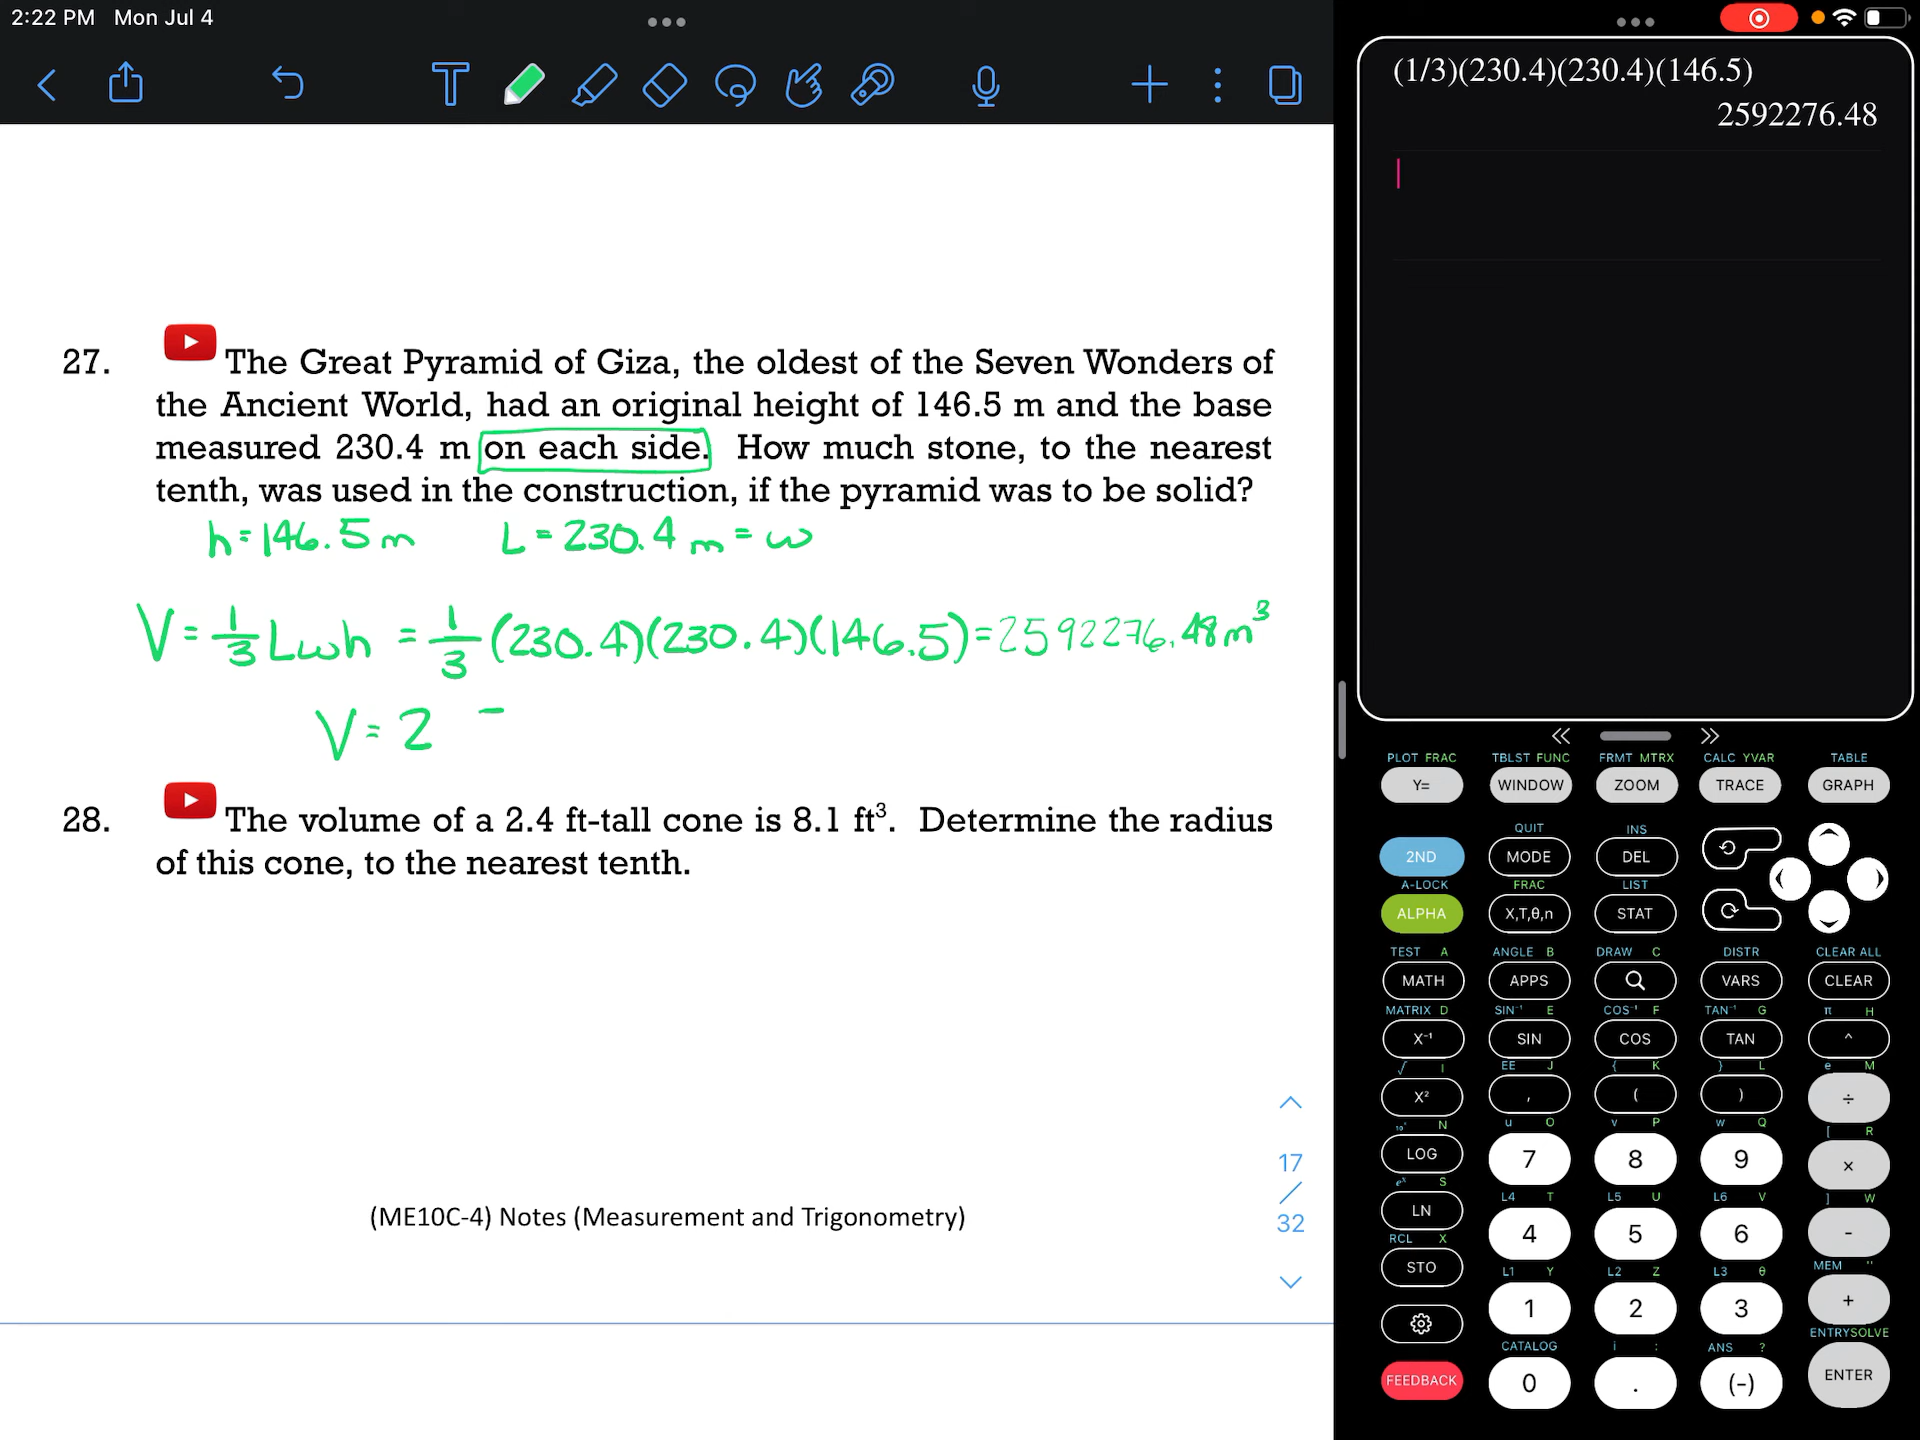 2:22 PM Mon Jul 4
(1/3)(230.4)(230.4)(146.5)
2592276.48
27. The Great Pyramid of Giza, the oldest of the Seven Wonders of
the Ancient World, had an original height of 146.5 m and the base
measured 230.4 m on each side. How much stone, to the nearest
tenth, was used in the construction, if the pyramid was to be solid?
h=146.5 m L=230.4 m = w
V = 1/3 Lwh = 1/3 (230.4)(230.4)(146.5)=2592276.48 m³
V = 2
28. The volume of a 2.4 ft-tall cone is 8.1 ft³. Determine the radius
of this cone, to the nearest tenth.
17
/
32
(ME10C-4) Notes (Measurement and Trigonometry)
PLOT FRAC TBLST FUNC FRMT MTRX CALC YVAR TABLE
Y= WINDOW ZOOM TRACE GRAPH
QUIT INS
2ND MODE DEL
A-LOCK FRAC LIST
ALPHA X,T,θ,n STAT
TEST A ANGLE B DRAW C DISTR CLEAR ALL
MATH APPS VARS CLEAR
MATRIX D SIN⁻¹ E COS⁻¹ F TAN⁻¹ G π H
X⁻¹ SIN COS TAN ^
√ I EE J { K } L e M
X² , ( ) ÷
10ˣ N u O v P w Q [ R
LOG 7 8 9 ×
eˣ S L4 T L5 U L6 V ] W
LN 4 5 6 -
RCL X L1 Y L2 Z L3 θ MEM "
STO 1 2 3 +
CATALOG i : ANS ? ENTRY SOLVE
FEEDBACK 0 . (-) ENTER